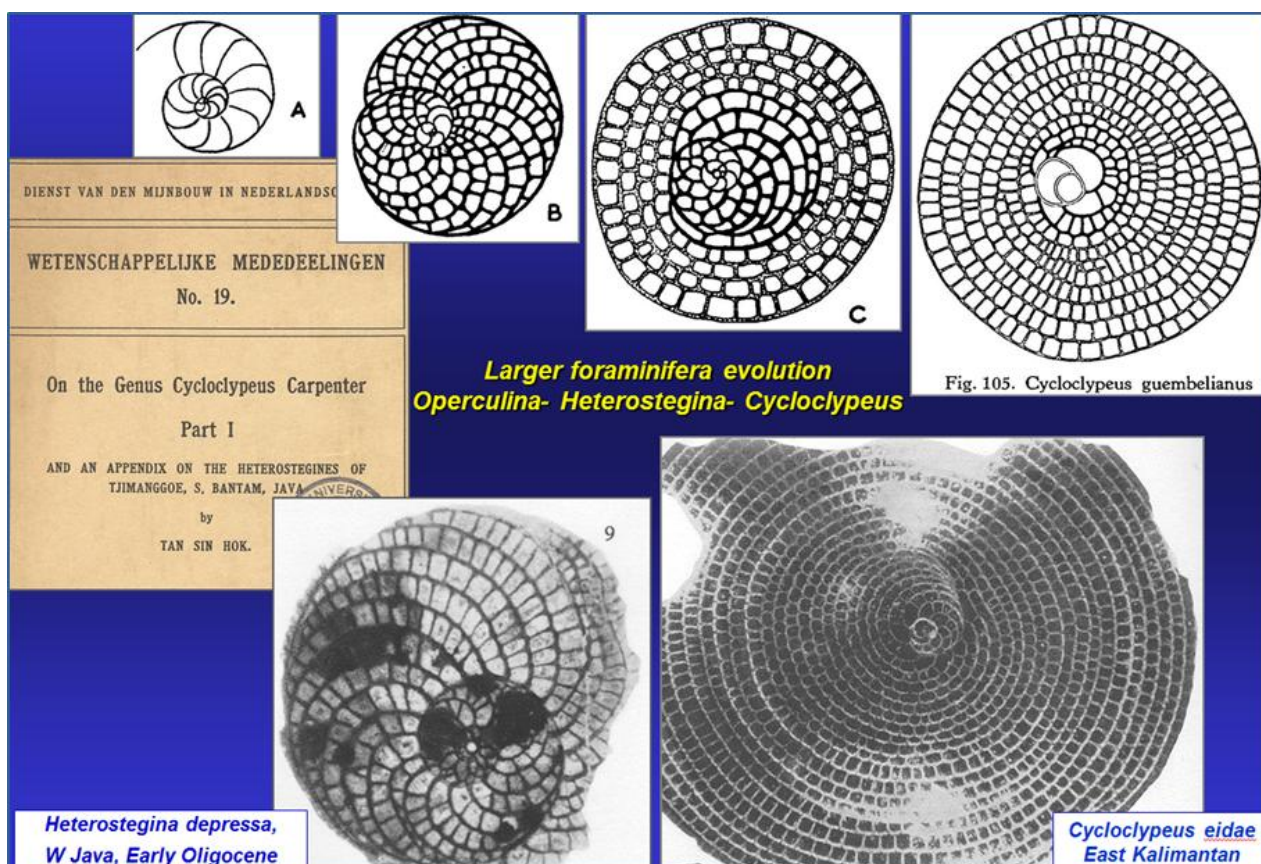 A
B
C
Fig. 105. Cycloclypeus guembelianus
DIENST VAN DEN MIJNBOUW IN NEDERLANDSC
WETENSCHAPPELIJKE MEDEDEELINGEN
No. 19.
On the Genus Cycloclypeus Carpenter
Part I
AND AN APPENDIX ON THE HETEROSTEGINES OF
TJIMANGGOE, S. BANTAM, JAVA
by
TAN SIN HOK.
UNIVERS
Larger foraminifera evolution
Operculina- Heterostegina- Cycloclypeus
9
Heterostegina depressa,
W Java, Early Oligocene
Cycloclypeus eidae
East Kalimantan